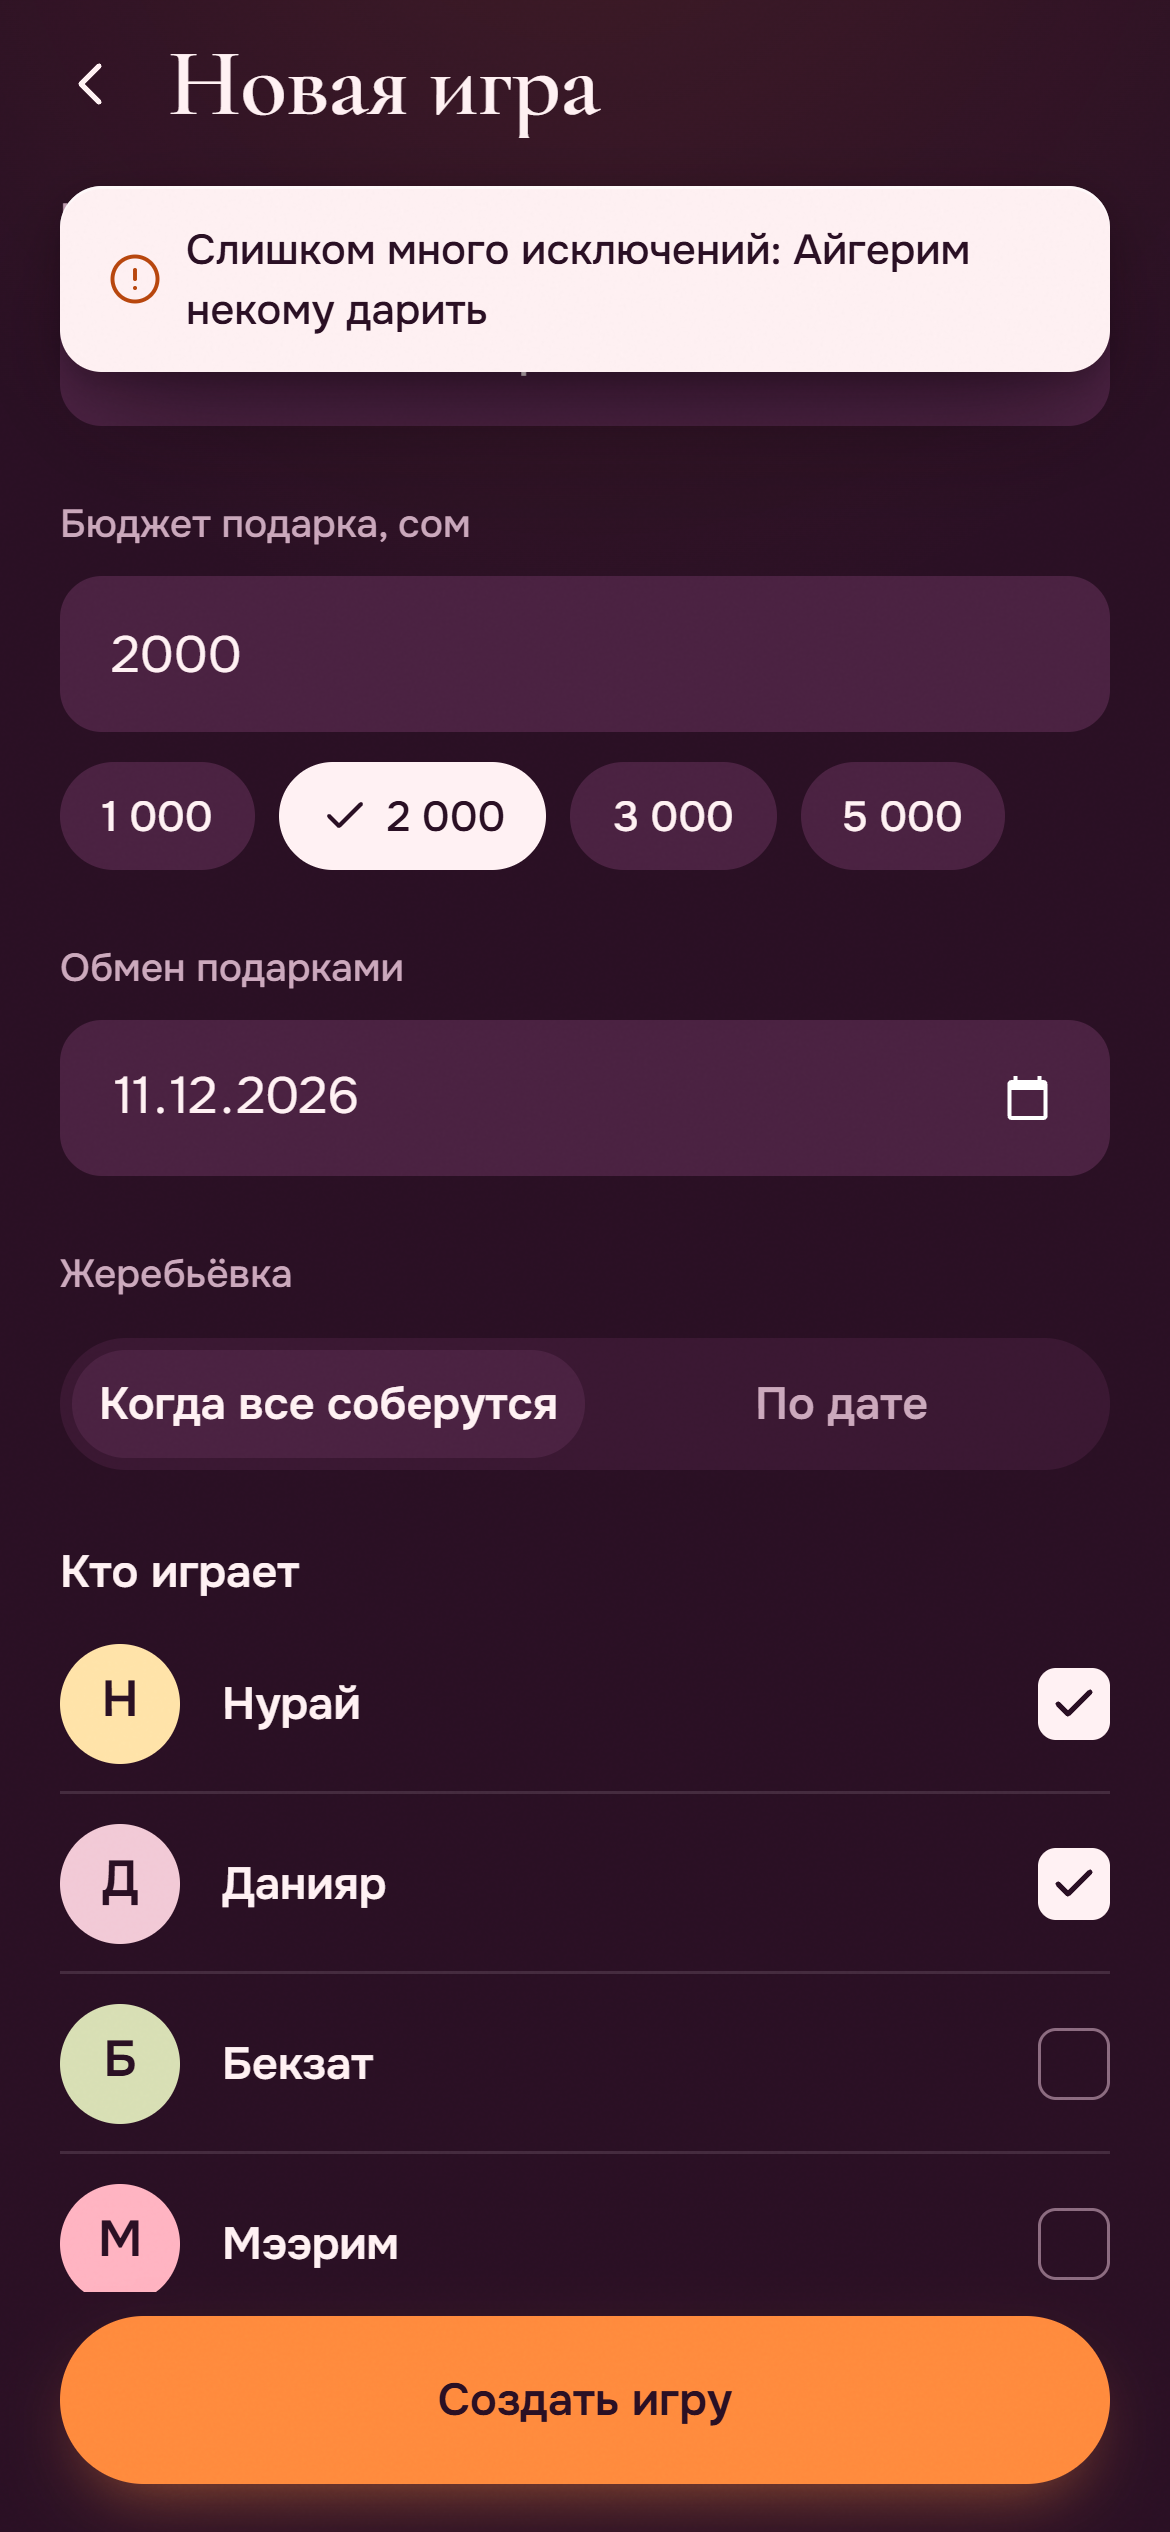 Новая игра
Слишком много исключений: Айгерим
некому дарить
Бюджет подарка, сом
2000
1 000
2 000
3 000
5 000
Обмен подарками
11.12.2026
Жеребьёвка
Когда все соберутся
По дате
Кто играет
Н
Нурай
Д
Данияр
Б
Бекзат
М
Мээрим
Создать игру